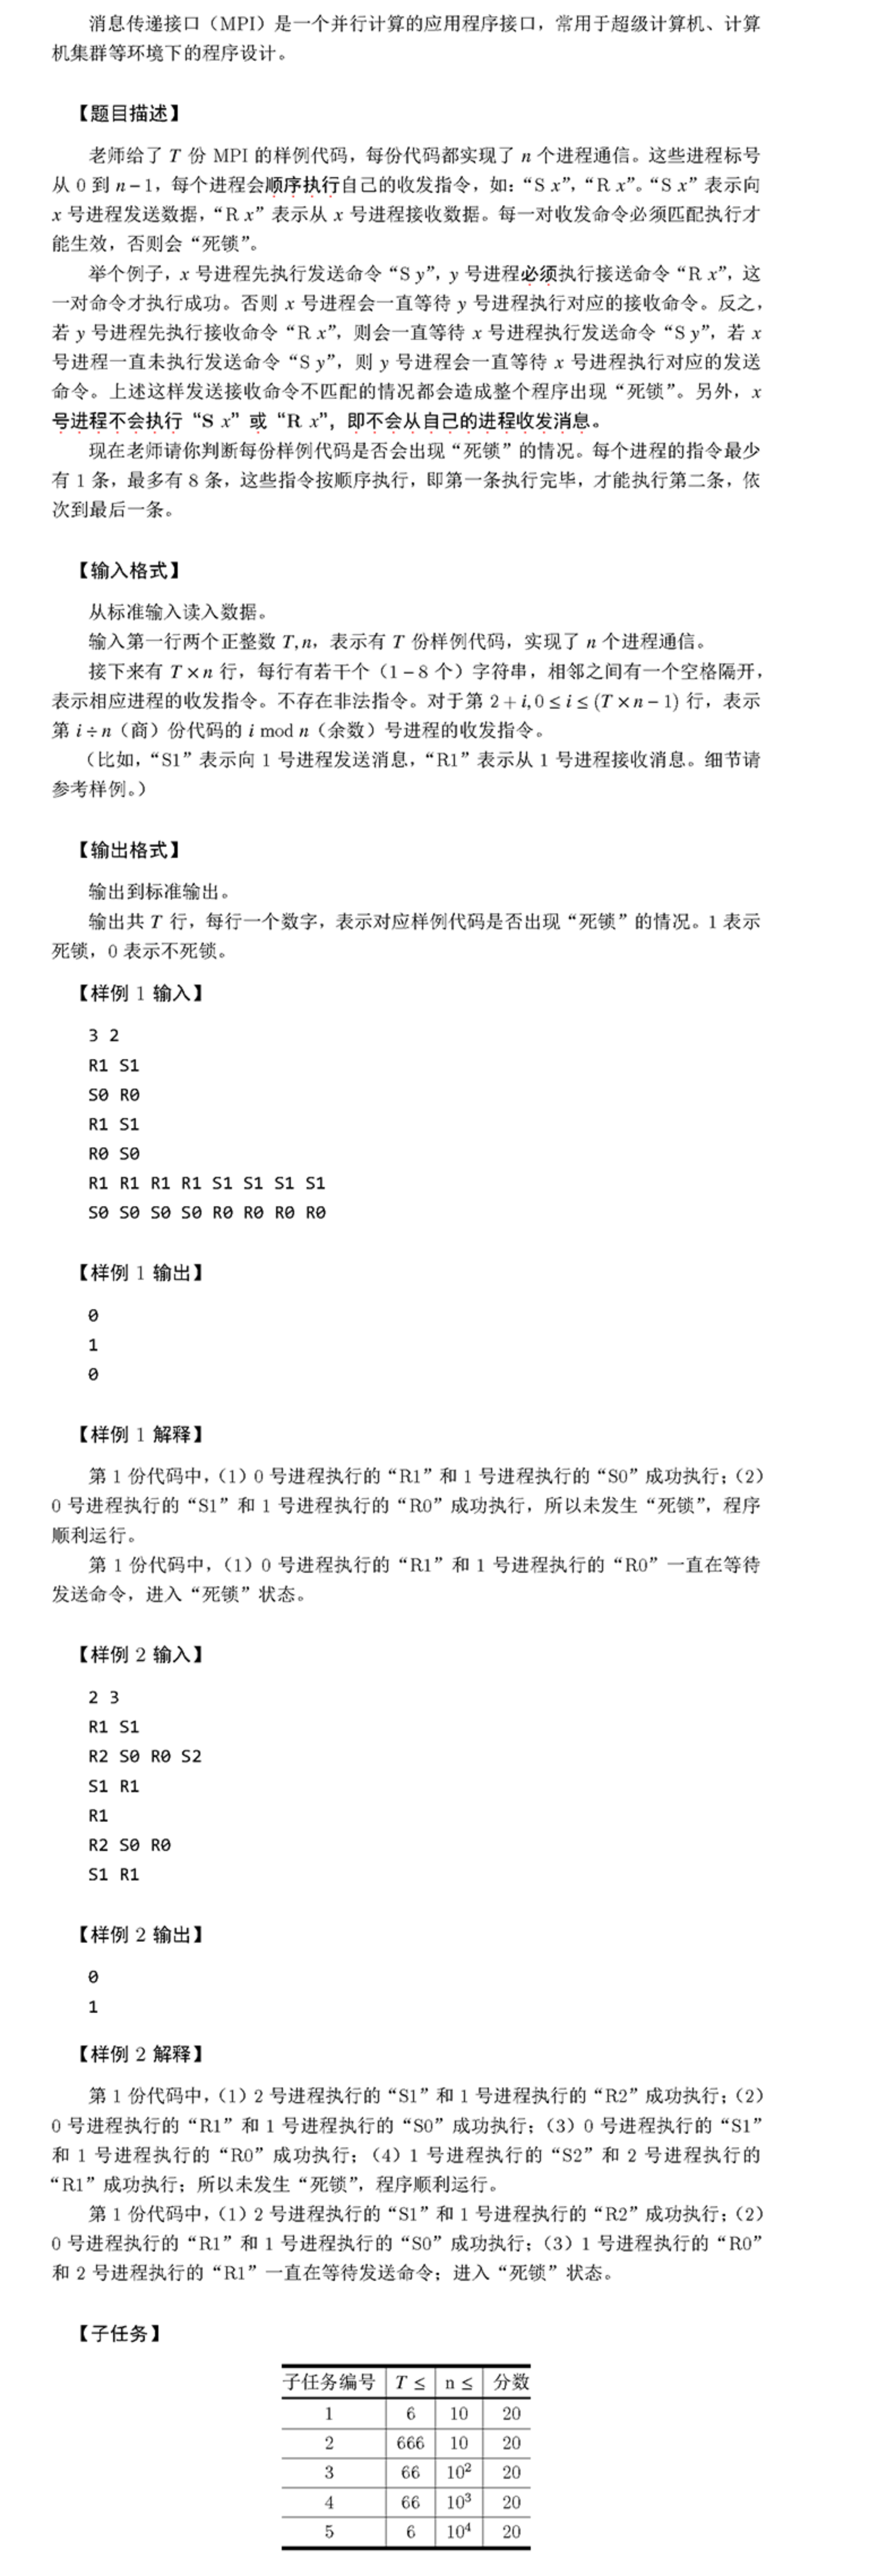 消息传递接口（MPI）是一个并行计算的应用程序接口，常用于超级计算机、计算
机集群等环境下的程序设计。
【题目描述】
老师给了 T 份 MPI 的样例代码，每份代码都实现了 n 个进程通信。这些进程标号
从 0 到 n − 1，每个进程会顺序执行自己的收发指令，如：“S x”，“R x”。“S x” 表示向
x 号进程发送数据，“R x” 表示从 x 号进程接收数据。每一对收发命令必须匹配执行才
能生效，否则会“死锁”。
举个例子，x 号进程先执行发送命令 “S y”，y 号进程必须执行接送命令 “R x”，这
一对命令才执行成功。否则 x 号进程会一直等待 y 号进程执行对应的接收命令。反之，
若 y 号进程先执行接收命令 “R x”，则会一直等待 x 号进程执行发送命令 “S y”，若 x
号进程一直未执行发送命令 “S y”，则 y 号进程会一直等待 x 号进程执行对应的发送
命令。上述这样发送接收命令不匹配的情况都会造成整个程序出现 “死锁”。另外，x
号进程不会执行 “S x” 或 “R x”，即不会从自己的进程收发消息。
现在老师请你判断每份样例代码是否会出现 “死锁” 的情况。每个进程的指令最少
有 1 条，最多有 8 条，这些指令按顺序执行，即第一条执行完毕，才能执行第二条，依
次到最后一条。
【输入格式】
从标准输入读入数据。
输入第一行两个正整数 T, n，表示有 T 份样例代码，实现了 n 个进程通信。
接下来有 T × n 行，每行有若干个（1 − 8 个）字符串，相邻之间有一个空格隔开，
表示相应进程的收发指令。不存在非法指令。对于第 2 + i, 0 ≤ i ≤ (T × n − 1) 行，表示
第 i ÷ n（商）份代码的 i mod n（余数）号进程的收发指令。
（比如，“S1” 表示向 1 号进程发送消息，“R1” 表示从 1 号进程接收消息。细节请
参考样例。）
【输出格式】
输出到标准输出。
输出共 T 行，每行一个数字，表示对应样例代码是否出现 “死锁” 的情况。1 表示
死锁，0 表示不死锁。
【样例 1 输入】
3 2
R1 S1
S0 R0
R1 S1
R0 S0
R1 R1 R1 R1 S1 S1 S1 S1
S0 S0 S0 S0 R0 R0 R0 R0
【样例 1 输出】
0
1
0
【样例 1 解释】
第 1 份代码中，（1）0 号进程执行的 “R1” 和 1 号进程执行的 “S0” 成功执行；（2）
0 号进程执行的 “S1” 和 1 号进程执行的 “R0” 成功执行，所以未发生 “死锁”，程序
顺利运行。
第 1 份代码中，（1）0 号进程执行的 “R1” 和 1 号进程执行的 “R0” 一直在等待
发送命令，进入 “死锁” 状态。
【样例 2 输入】
2 3
R1 S1
R2 S0 R0 S2
S1 R1
R1
R2 S0 R0
S1 R1
【样例 2 输出】
0
1
【样例 2 解释】
第 1 份代码中，（1）2 号进程执行的 “S1” 和 1 号进程执行的 “R2” 成功执行；（2）
0 号进程执行的 “R1” 和 1 号进程执行的 “S0” 成功执行；（3）0 号进程执行的 “S1”
和 1 号进程执行的 “R0” 成功执行；（4）1 号进程执行的 “S2” 和 2 号进程执行的
“R1” 成功执行；所以未发生 “死锁”，程序顺利运行。
第 1 份代码中，（1）2 号进程执行的 “S1” 和 1 号进程执行的 “R2” 成功执行；（2）
0 号进程执行的 “R1” 和 1 号进程执行的 “S0” 成功执行；（3）1 号进程执行的 “R0”
和 2 号进程执行的 “R1” 一直在等待发送命令；进入 “死锁” 状态。
【子任务】
子任务编号 T ≤ n ≤ 分数
1 6 10 20
2 666 10 20
3 66 10² 20
4 66 10³ 20
5 6 10⁴ 20